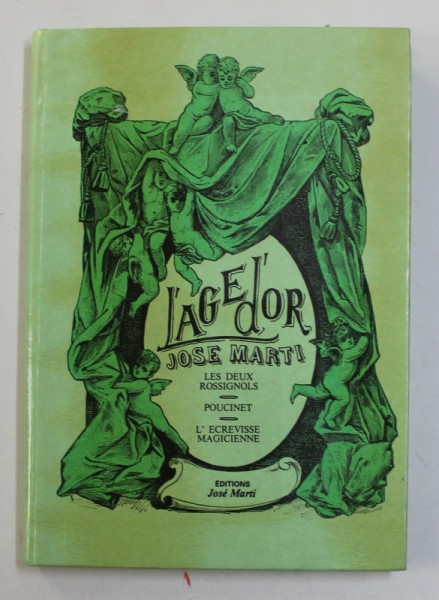 L'AGE D'OR
JOSE MARTI
LES DEUX
ROSSIGNOLS
POUCINET
L' ECREVISSE
MAGICIENNE
ÉDITIONS
José Martí